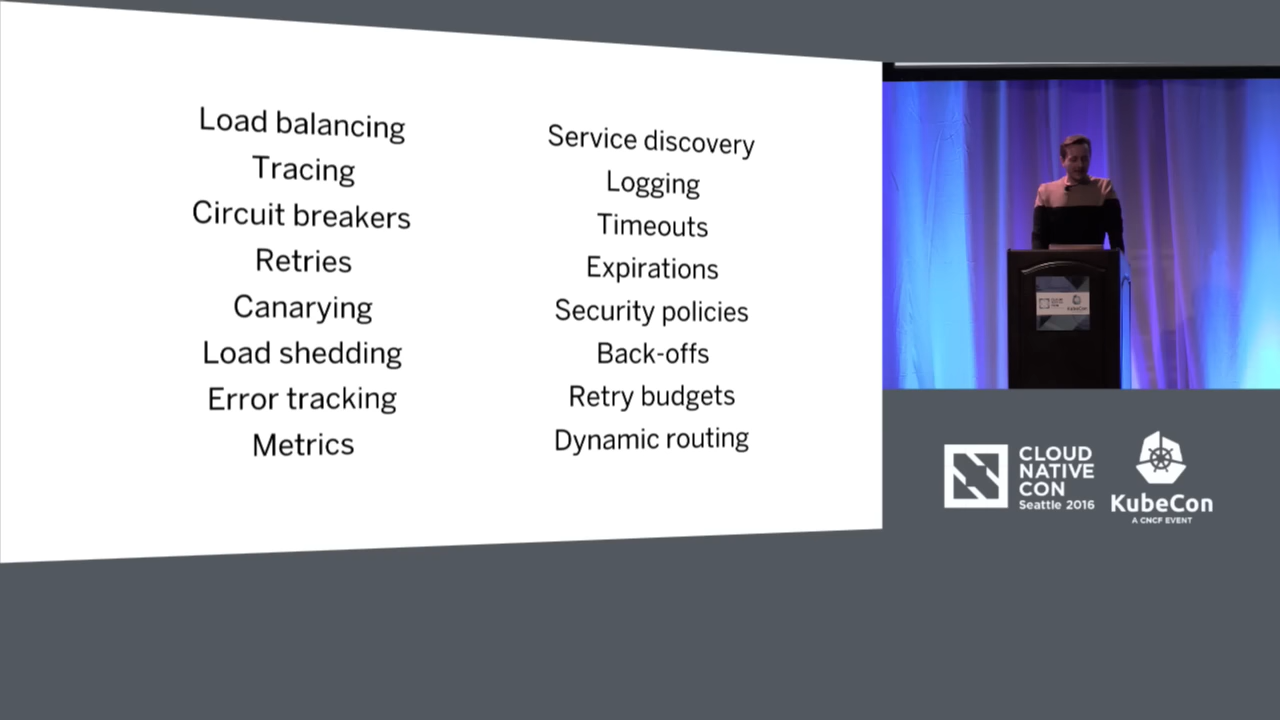 Load balancing
Tracing
Circuit breakers
Retries
Canarying
Load shedding
Error tracking
Metrics
Service discovery
Logging
Timeouts
Expirations
Security policies
Back-offs
Retry budgets
Dynamic routing
CLOUD
NATIVE
CON
Seattle 2016
KubeCon
A CNCF EVENT